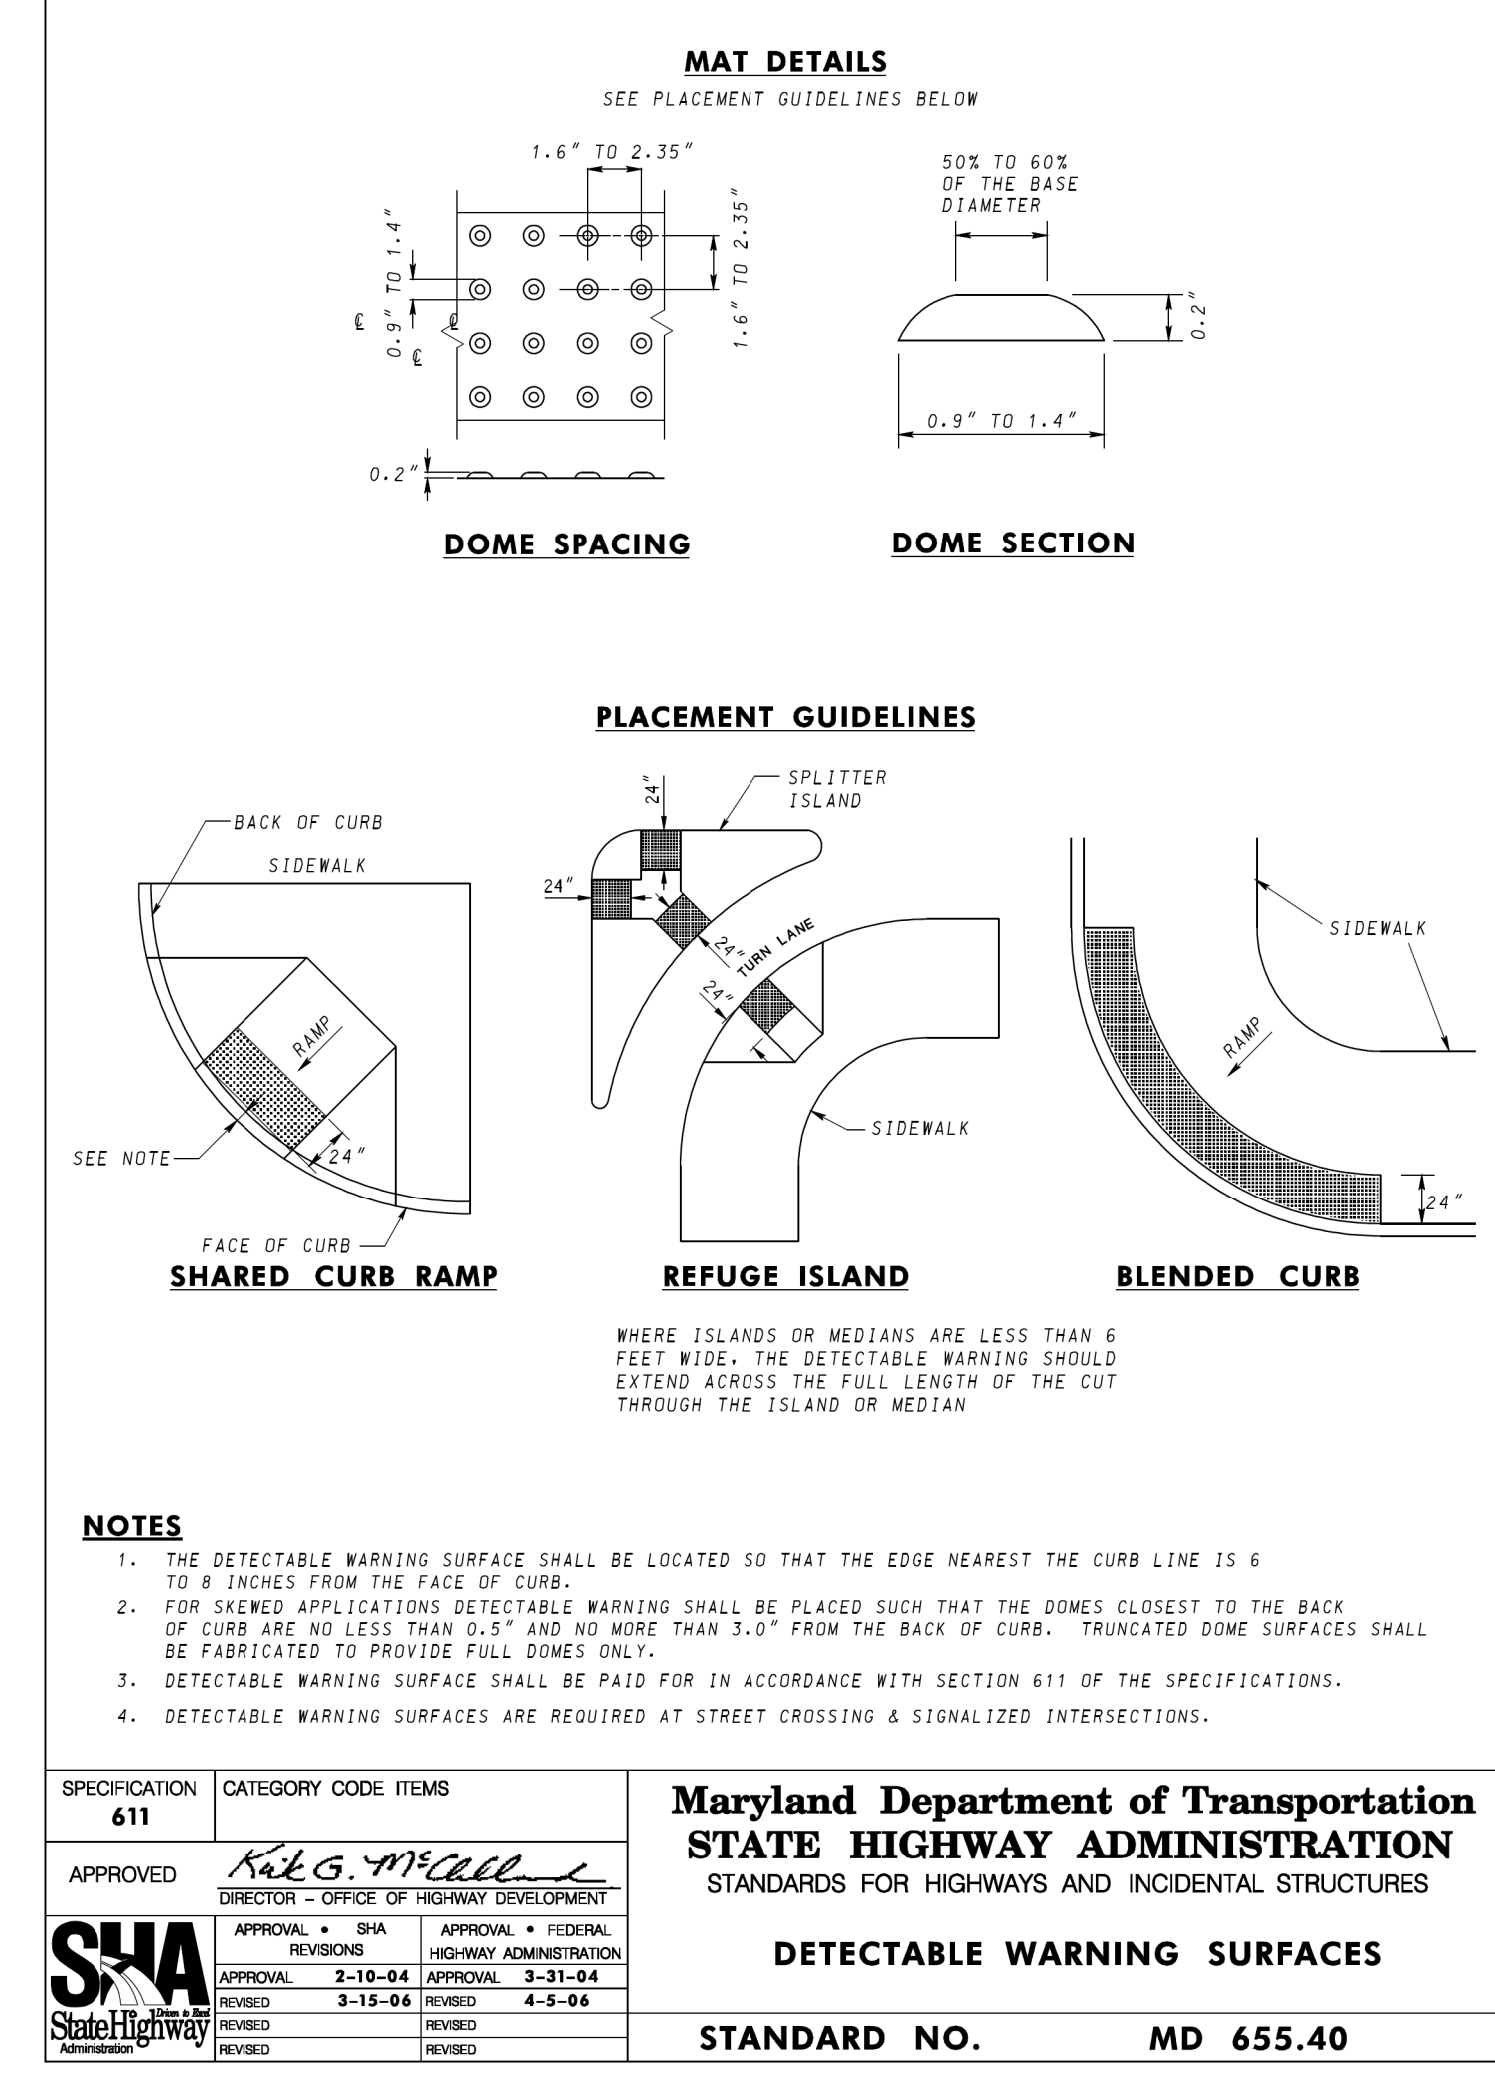 MAT DETAILS
SEE PLACEMENT GUIDELINES BELOW
1.6" TO 2.35"
0.9" TO 1.4"
1.6" TO 2.35"
℄
℄
℄
0.2"
DOME SPACING
50% TO 60%
OF THE BASE
DIAMETER
0.2"
0.9" TO 1.4"
DOME SECTION
PLACEMENT GUIDELINES
BACK OF CURB
SIDEWALK
RAMP
SEE NOTE
24"
FACE OF CURB
SHARED CURB RAMP
24"
SPLITTER
ISLAND
24"
24"
TURN LANE
24"
SIDEWALK
REFUGE ISLAND
SIDEWALK
RAMP
24"
BLENDED CURB
WHERE ISLANDS OR MEDIANS ARE LESS THAN 6
FEET WIDE, THE DETECTABLE WARNING SHOULD
EXTEND ACROSS THE FULL LENGTH OF THE CUT
THROUGH THE ISLAND OR MEDIAN
NOTES
1. THE DETECTABLE WARNING SURFACE SHALL BE LOCATED SO THAT THE EDGE NEAREST THE CURB LINE IS 6
TO 8 INCHES FROM THE FACE OF CURB.
2. FOR SKEWED APPLICATIONS DETECTABLE WARNING SHALL BE PLACED SUCH THAT THE DOMES CLOSEST TO THE BACK
OF CURB ARE NO LESS THAN 0.5" AND NO MORE THAN 3.0" FROM THE BACK OF CURB. TRUNCATED DOME SURFACES SHALL
BE FABRICATED TO PROVIDE FULL DOMES ONLY.
3. DETECTABLE WARNING SURFACE SHALL BE PAID FOR IN ACCORDANCE WITH SECTION 611 OF THE SPECIFICATIONS.
4. DETECTABLE WARNING SURFACES ARE REQUIRED AT STREET CROSSING & SIGNALIZED INTERSECTIONS.
SPECIFICATION
611
CATEGORY CODE ITEMS
APPROVED
Kirk G. McClelland
DIRECTOR - OFFICE OF HIGHWAY DEVELOPMENT
SHA
Driven to Excel
StateHighway
Administration
APPROVAL • SHA
REVISIONS
APPROVAL • FEDERAL
HIGHWAY ADMINISTRATION
APPROVAL 2-10-04 APPROVAL 3-31-04
REVISED 3-15-06 REVISED 4-5-06
REVISED REVISED
REVISED REVISED
Maryland Department of Transportation
STATE HIGHWAY ADMINISTRATION
STANDARDS FOR HIGHWAYS AND INCIDENTAL STRUCTURES
DETECTABLE WARNING SURFACES
STANDARD NO. MD 655.40